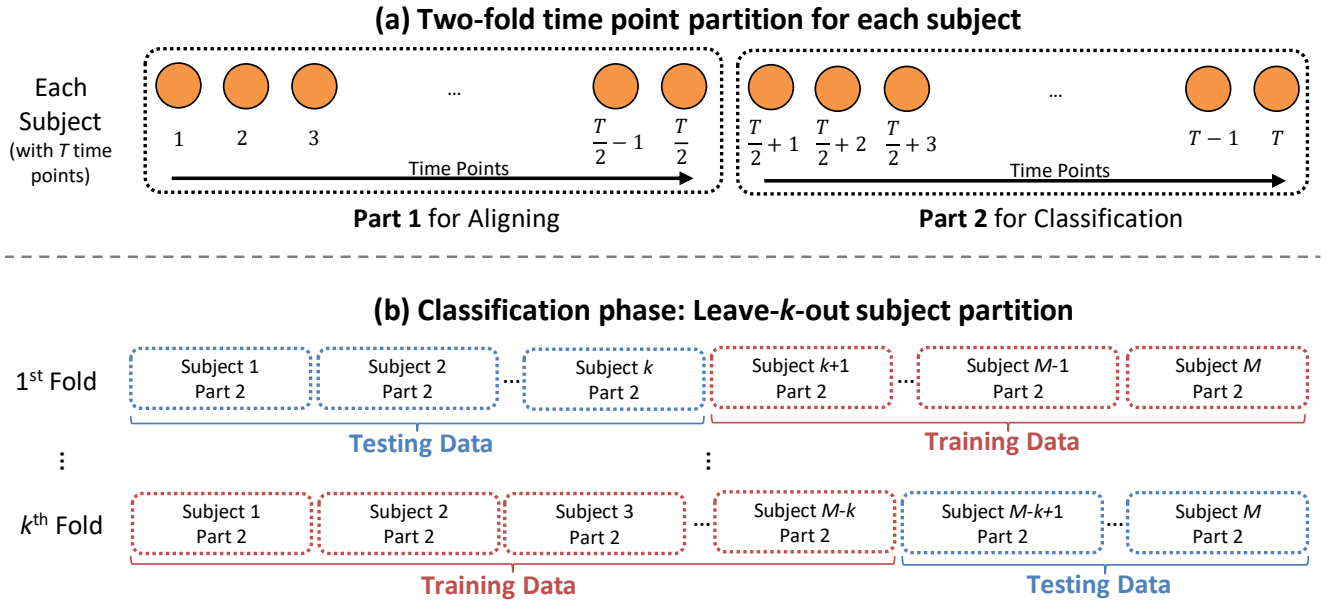 (a) Two-fold time point partition for each subject
Each
Subject
(with T time
points)
1 2 3 ... T/2 − 1 T/2
T/2 + 1 T/2 + 2 T/2 + 3 ... T − 1 T
Time Points
Time Points
Part 1 for Aligning
Part 2 for Classification
(b) Classification phase: Leave-k-out subject partition
1st Fold
Subject 1
Part 2
Subject 2
Part 2
...
Subject k
Part 2
Subject k+1
Part 2
...
Subject M-1
Part 2
Subject M
Part 2
Testing Data
Training Data
⋮
⋮
kth Fold
Subject 1
Part 2
Subject 2
Part 2
Subject 3
Part 2
...
Subject M-k
Part 2
Subject M-k+1
Part 2
...
Subject M
Part 2
Training Data
Testing Data